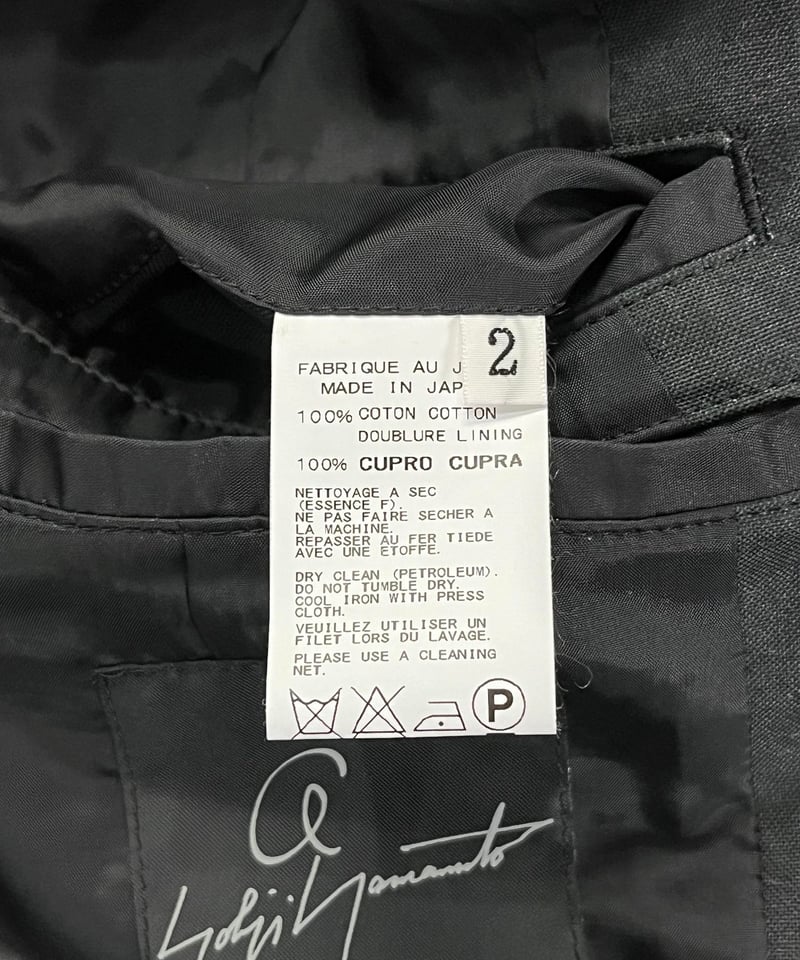 2
FABRIQUE AU J
MADE IN JAP
100% COTON COTTON
DOUBLURE LINING
100% CUPRO CUPRA
NETTOYAGE A SEC
(ESSENCE F).
NE PAS FAIRE SECHER A
LA MACHINE.
REPASSER AU FER TIEDE
AVEC UNE ETOFFE.
DRY CLEAN (PETROLEUM).
DO NOT TUMBLE DRY.
COOL IRON WITH PRESS
CLOTH.
VEUILLEZ UTILISER UN
FILET LORS DU LAVAGE.
PLEASE USE A CLEANING
NET.
P
Yohji Yamamoto